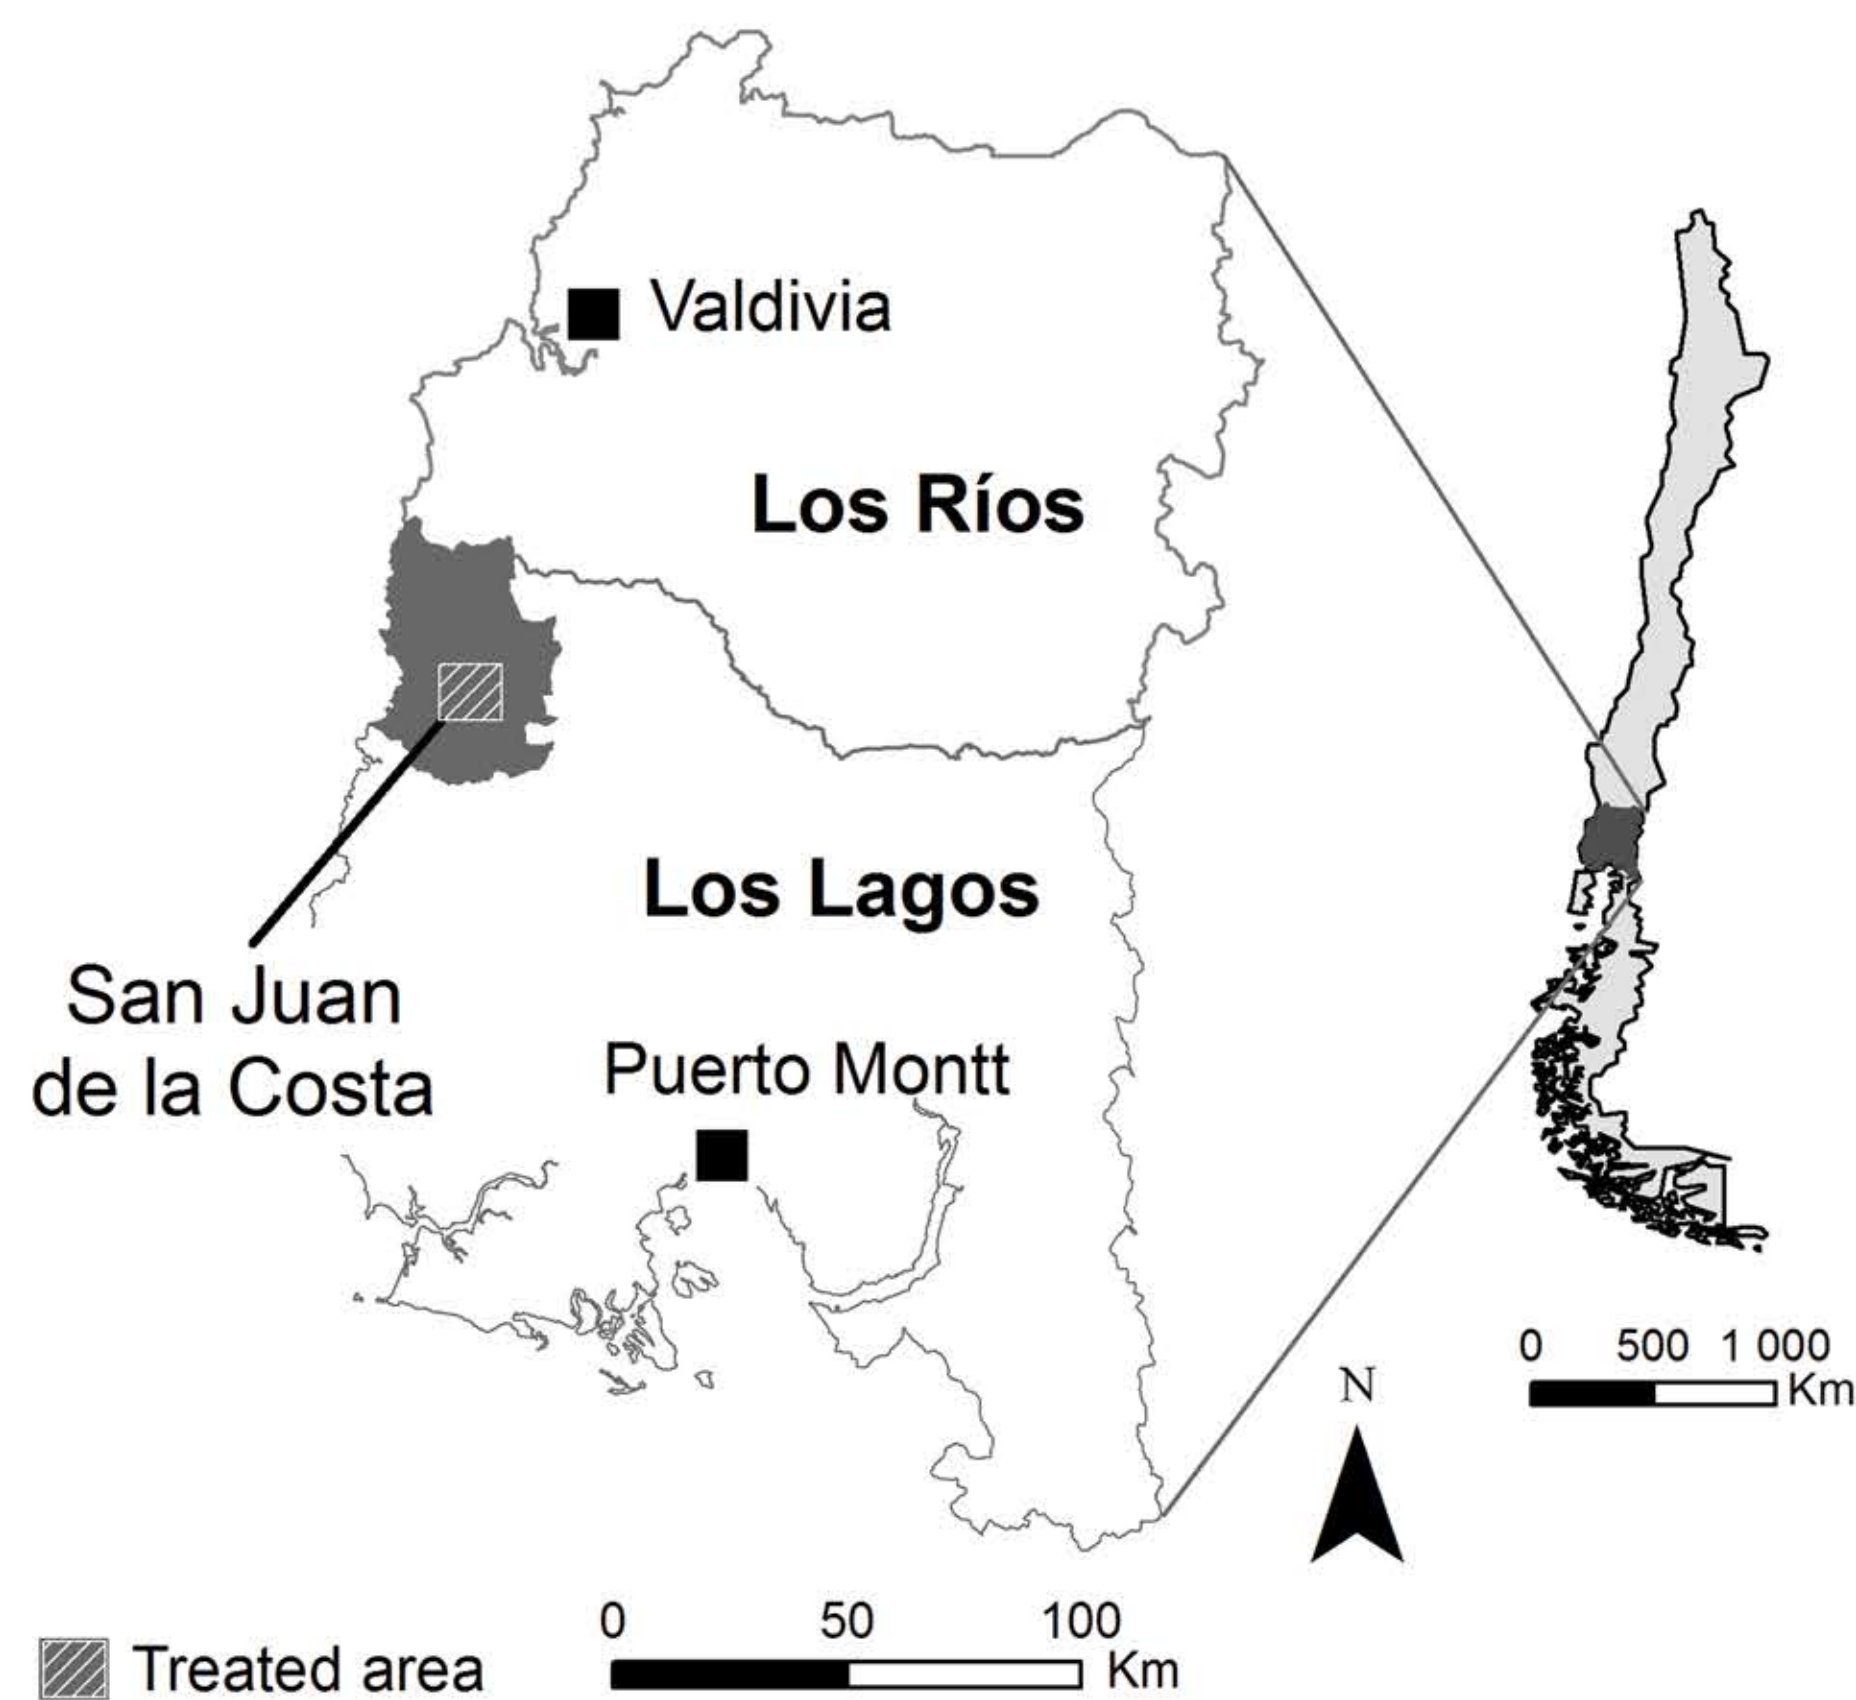 Valdivia
Los Ríos
Los Lagos
San Juan
de la Costa
Puerto Montt
0 500 1 000
Km
N
0 50 100
Km
Treated area